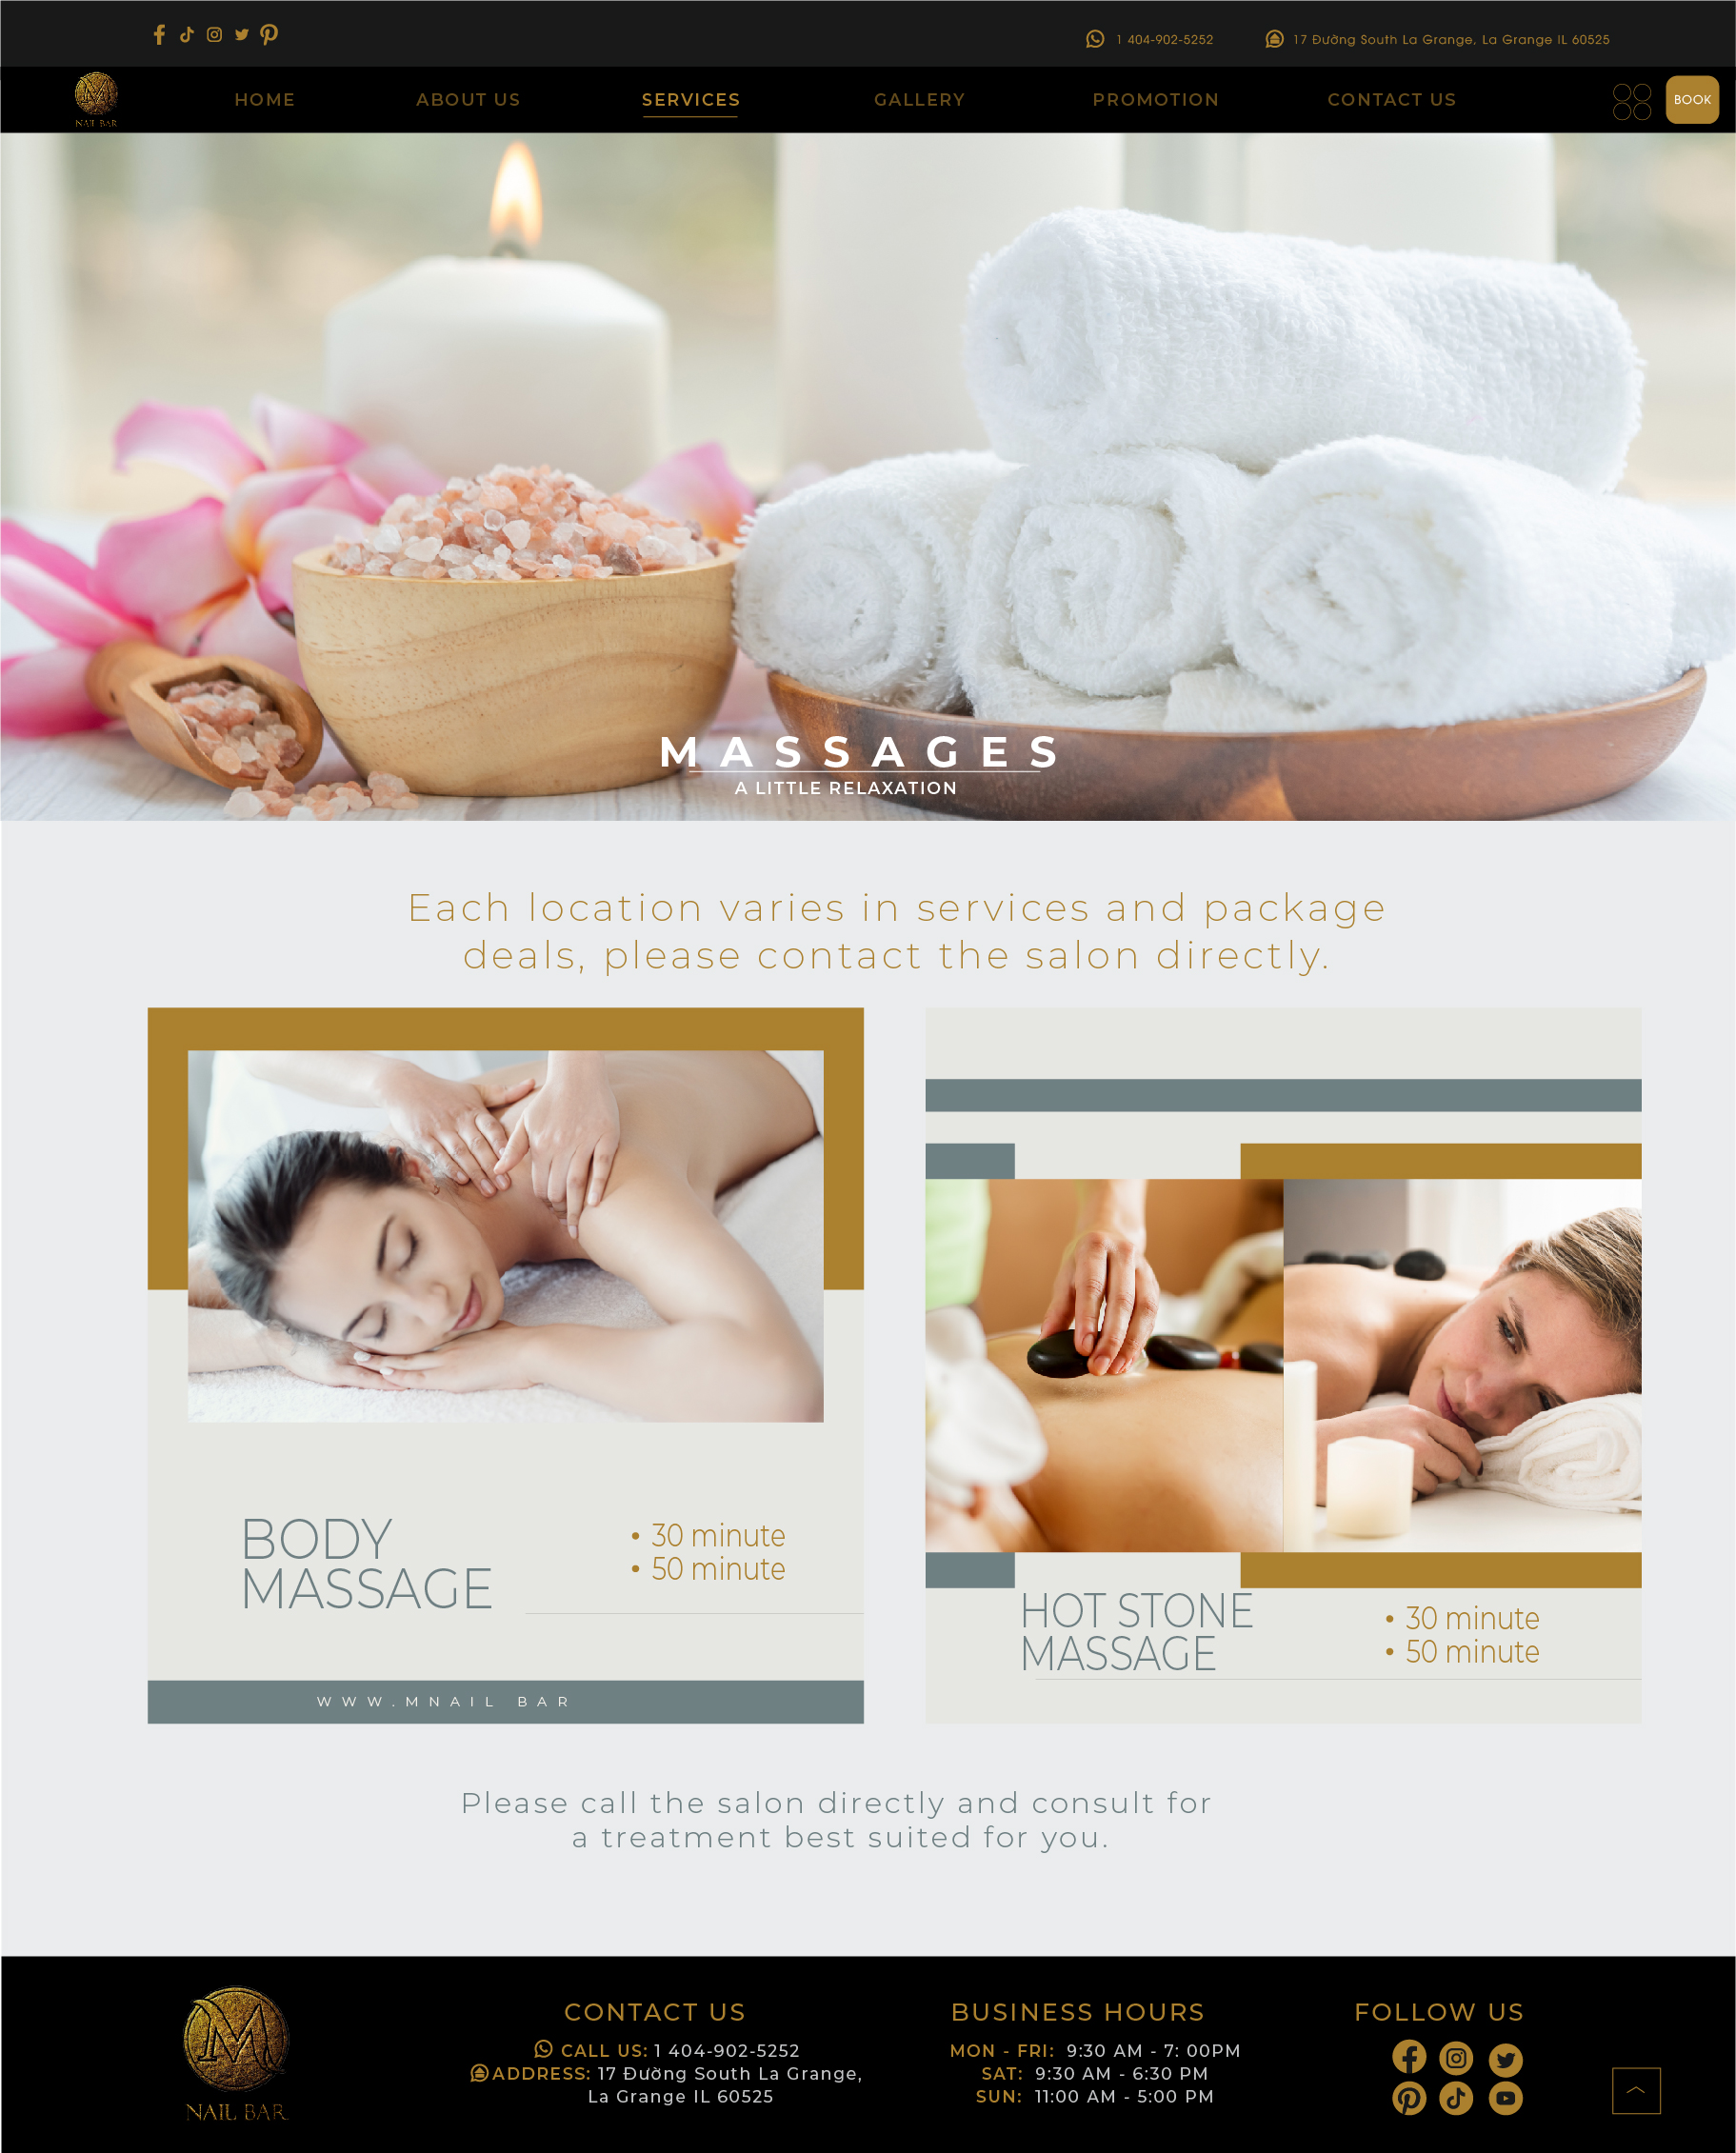 1 404-902-5252
17 Đường South La Grange, La Grange IL 60525
M
NAIL BAR
HOME
ABOUT US
SERVICES
GALLERY
PROMOTION
CONTACT US
BOOK
MASSAGES
A LITTLE RELAXATION
Each location varies in services and package
deals, please contact the salon directly.
BODY
MASSAGE
• 30 minute
• 50 minute
WWW.MNAIL BAR
HOT STONE
MASSAGE
• 30 minute
• 50 minute
Please call the salon directly and consult for
a treatment best suited for you.
M
NAIL BAR
CONTACT US
CALL US: 1 404-902-5252
ADDRESS: 17 Đường South La Grange,
La Grange IL 60525
BUSINESS HOURS
MON - FRI: 9:30 AM - 7: 00PM
SAT: 9:30 AM - 6:30 PM
SUN: 11:00 AM - 5:00 PM
FOLLOW US